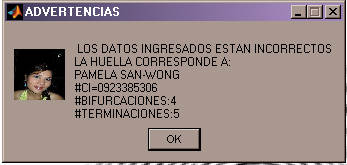 ADVERTENCIAS
LOS DATOS INGRESADOS ESTAN INCORRECTOS
LA HUELLA CORRESPONDE A:
PAMELA SAN-WONG
#CI=0923385306
#BIFURCACIONES:4
#TERMINACIONES:5
OK